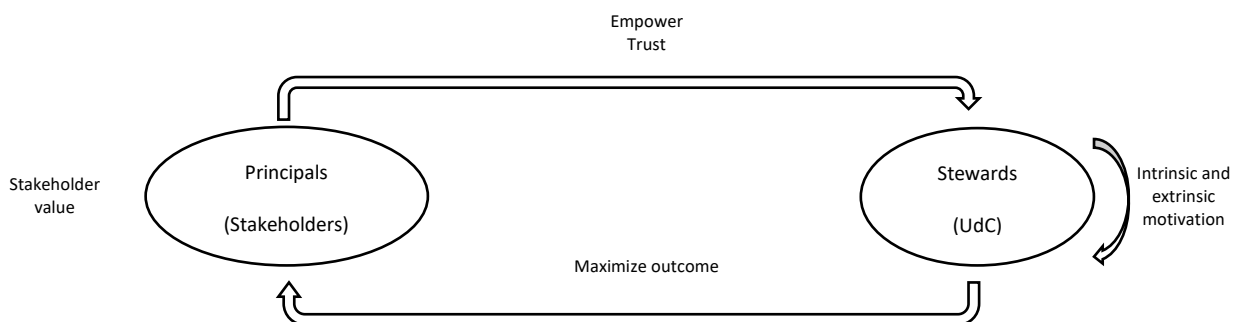 Empower
Trust
Principals
(Stakeholders)
Stakeholder
value
Stewards
(UdC)
Intrinsic and
extrinsic
motivation
Maximize outcome